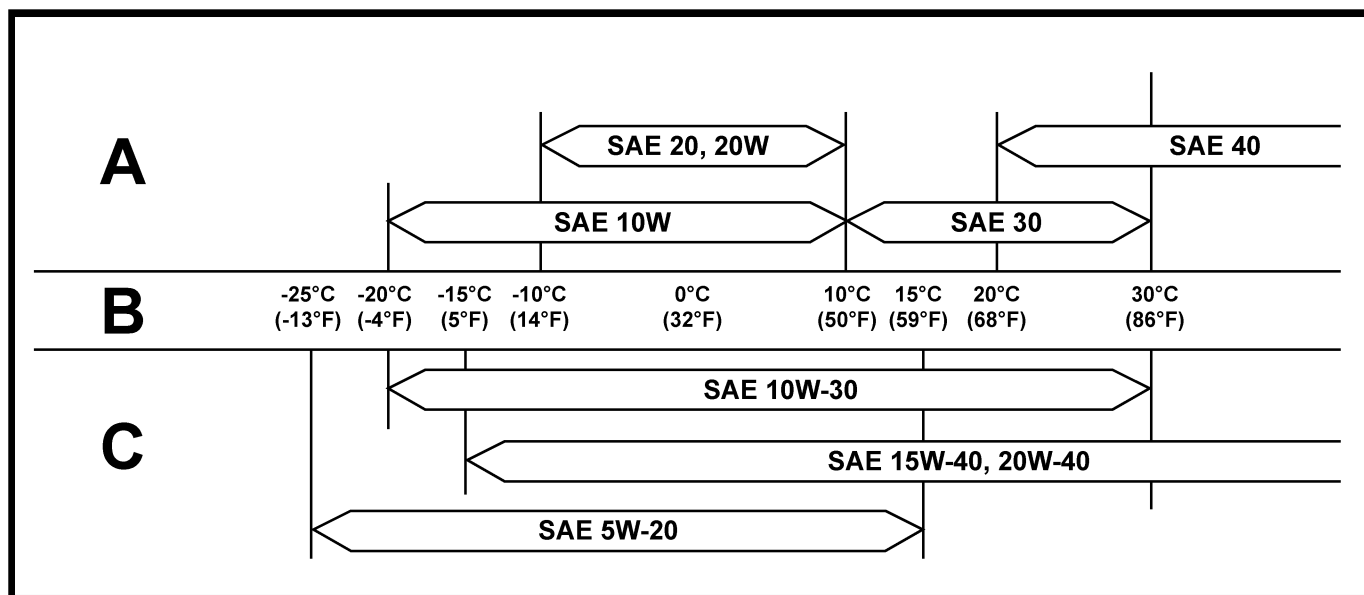 A
SAE 20, 20W
SAE 40
SAE 10W
SAE 30
B
-25°C -20°C -15°C -10°C 0°C 10°C 15°C 20°C 30°C
(-13°F) (-4°F) (5°F) (14°F) (32°F) (50°F) (59°F) (68°F) (86°F)
C
SAE 10W-30
SAE 15W-40, 20W-40
SAE 5W-20